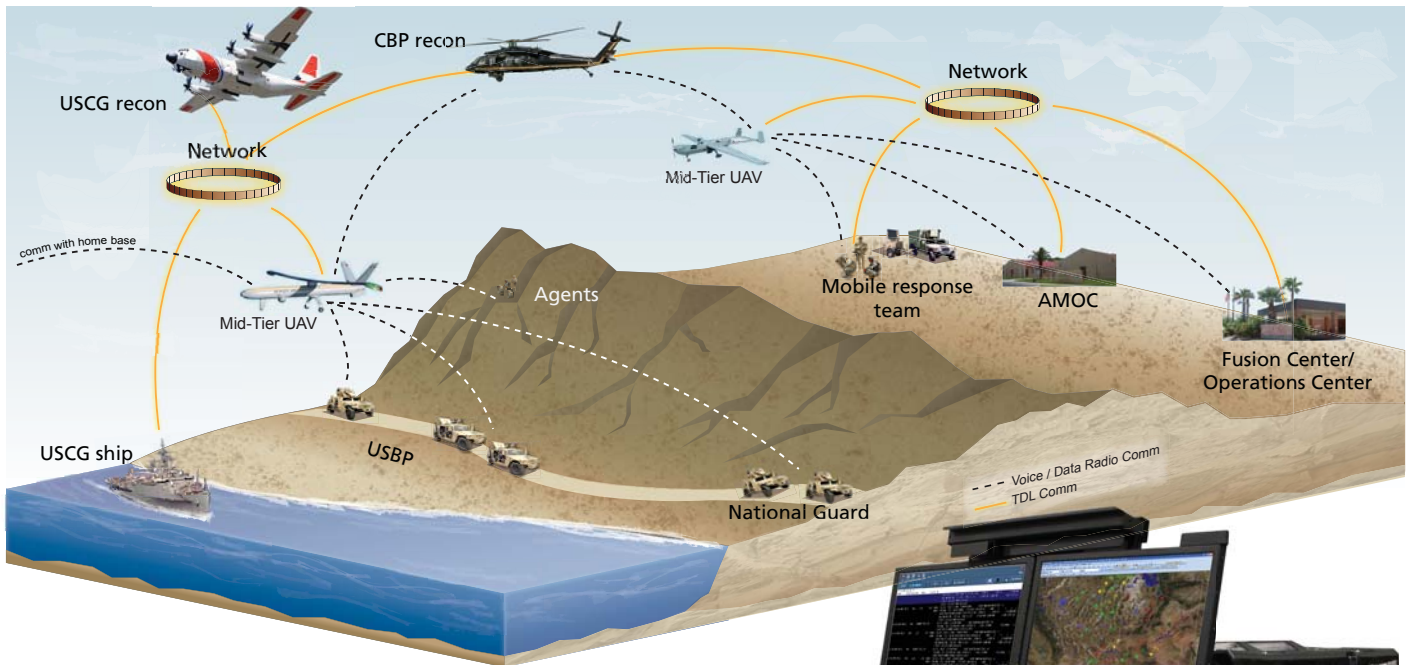 CBP recon
USCG recon
Network
Network
Mid-Tier UAV
comm with home base
Mid-Tier UAV
Agents
Mobile response
team
AMOC
Fusion Center/
Operations Center
USCG ship
USBP
National Guard
Voice / Data Radio Comm
TDL Comm